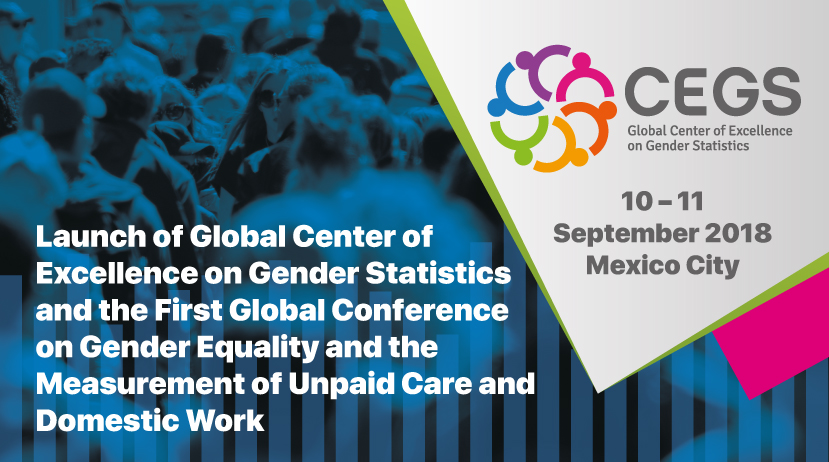 CEGS
Global Center of Excellence
on Gender Statistics
10 – 11
September 2018
Mexico City
Launch of Global Center of
Excellence on Gender Statistics
and the First Global Conference
on Gender Equality and the
Measurement of Unpaid Care and
Domestic Work